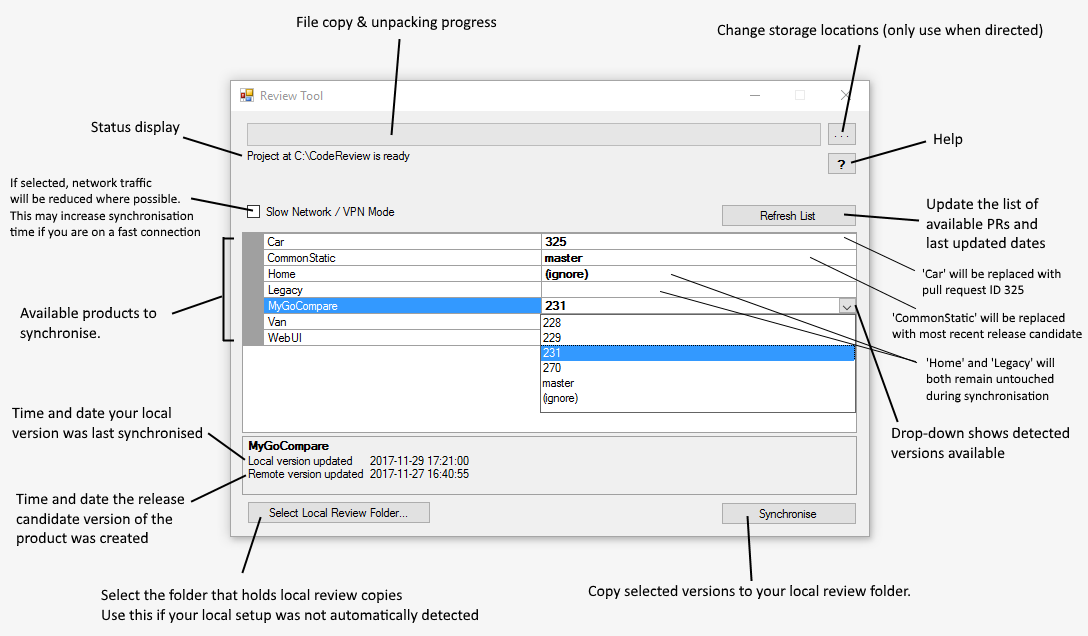 File copy & unpacking progress
Change storage locations (only use when directed)
Review Tool
Status display
. . .
Project at C:\CodeReview is ready
Help
?
If selected, network traffic
will be reduced where possible.
This may increase synchronisation
time if you are on a fast connection
Slow Network / VPN Mode
Refresh List
Update the list of
available PRs and
last updated dates
Car 325
CommonStatic master
Home (ignore)
Legacy
MyGoCompare 231
Van
WebUI
228
229
231
270
master
(ignore)
'Car' will be replaced with
pull request ID 325
'CommonStatic' will be replaced
with most recent release candidate
'Home' and 'Legacy' will
both remain untouched
during synchronisation
Available products to
synchronise.
Drop-down shows detected
versions available
Time and date your local
version was last synchronised
MyGoCompare
Local version updated 2017-11-29 17:21:00
Remote version updated 2017-11-27 16:40:55
Time and date the release
candidate version of the
product was created
Select Local Review Folder...
Synchronise
Select the folder that holds local review copies
Use this if your local setup was not automatically detected
Copy selected versions to your local review folder.